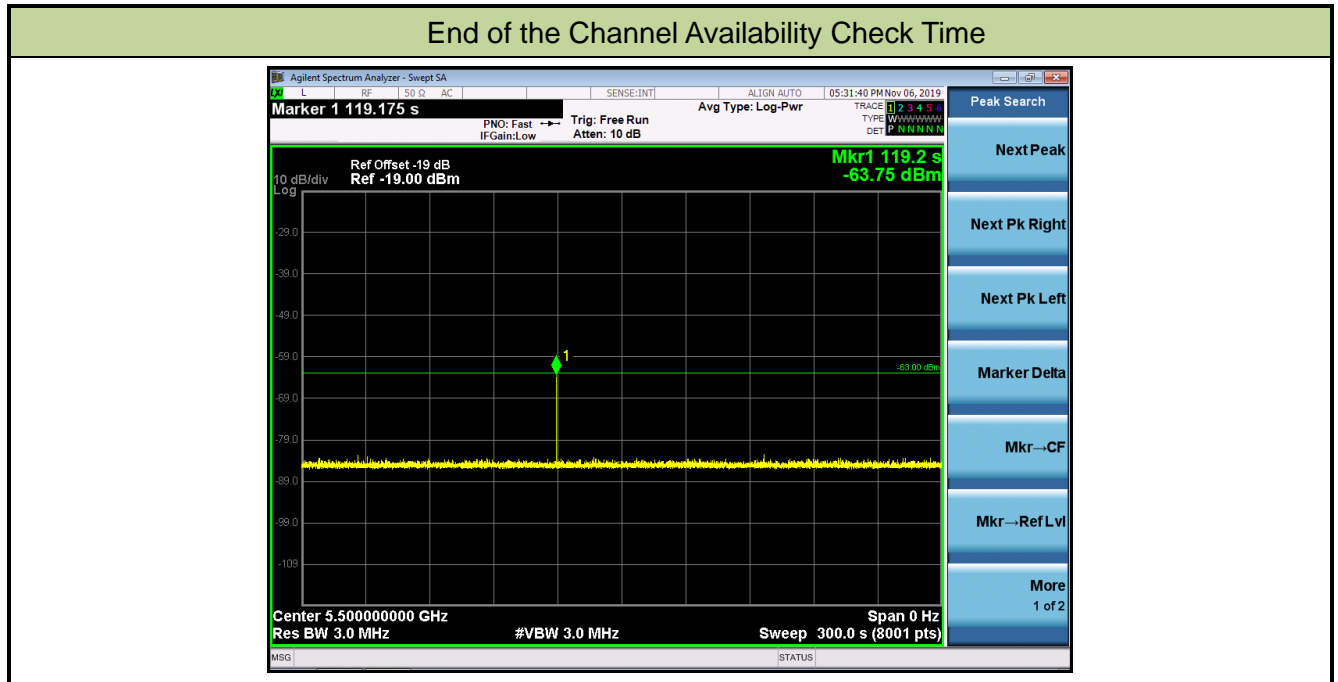 End of the Channel Availability Check Time
Agilent Spectrum Analyzer - Swept SA
LXI L RF 50 Ω AC SENSE:INT ALIGN AUTO 05:31:40 PM Nov 06, 2019
Marker 1 119.175 s
PNO: Fast
IFGain:Low
Trig: Free Run
Atten: 10 dB
Avg Type: Log-Pwr
TRACE 1 2 3 4 5 6
TYPE WWWWWW
DET P N N N N N
Peak Search
Next Peak
Next Pk Right
Next Pk Left
Marker Delta
Mkr→CF
Mkr→Ref Lvl
More
1 of 2
Ref Offset -19 dB
10 dB/div Ref -19.00 dBm
Log
Mkr1 119.2 s
-63.75 dBm
-29.0
-39.0
-49.0
-59.0
1
-63.00 dBm
-69.0
-79.0
-89.0
-99.0
-109
Center 5.500000000 GHz Span 0 Hz
Res BW 3.0 MHz #VBW 3.0 MHz Sweep 300.0 s (8001 pts)
MSG STATUS